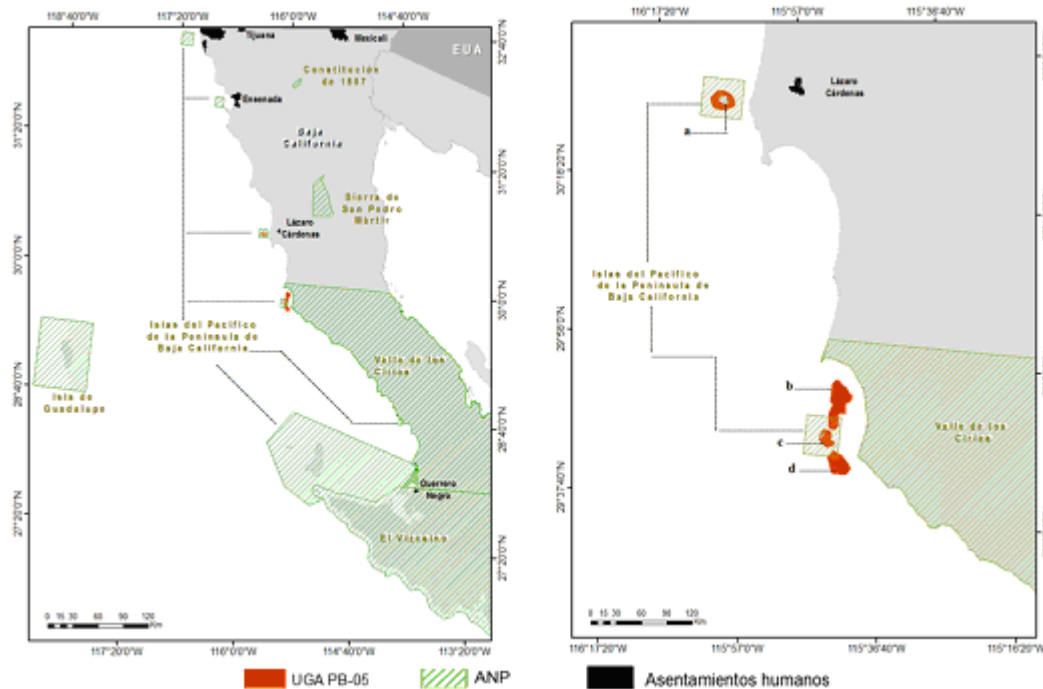 118°40'0"W
117°20'0"W
116°0'0"W
114°40'0"W
Tijuana
Mexicali
EUA
32°40'0"N
Constitución
de 1857
Ensenada
31°20'0"N
Baja
California
31°20'0"N
Sierra de
San Pedro
Mártir
Lázaro
Cárdenas
30°0'0"N
30°0'0"N
Islas del Pacífico
de la Península de
Baja California
Valle de los
Cirios
28°40'0"N
Isla de
Guadalupe
28°40'0"N
Guerrero
Negro
27°20'0"N
El Vizcaíno
27°20'0"N
0 15 30 60 90 120
Km
117°20'0"W
116°0'0"W
114°40'0"W
113°20'0"W
116°17'20"W
115°57'0"W
115°36'40"W
Lázaro
Cárdenas
a
30°18'20"N
Islas del Pacífico
de la Península de
Baja California
29°58'0"N
b
Valle de los
Cirios
c
d
29°37'40"N
0 15 30 60 90 120
Km
116°17'20"W
115°57'0"W
115°36'40"W
115°16'20"W
UGA PB-05
ANP
Asentamientos humanos